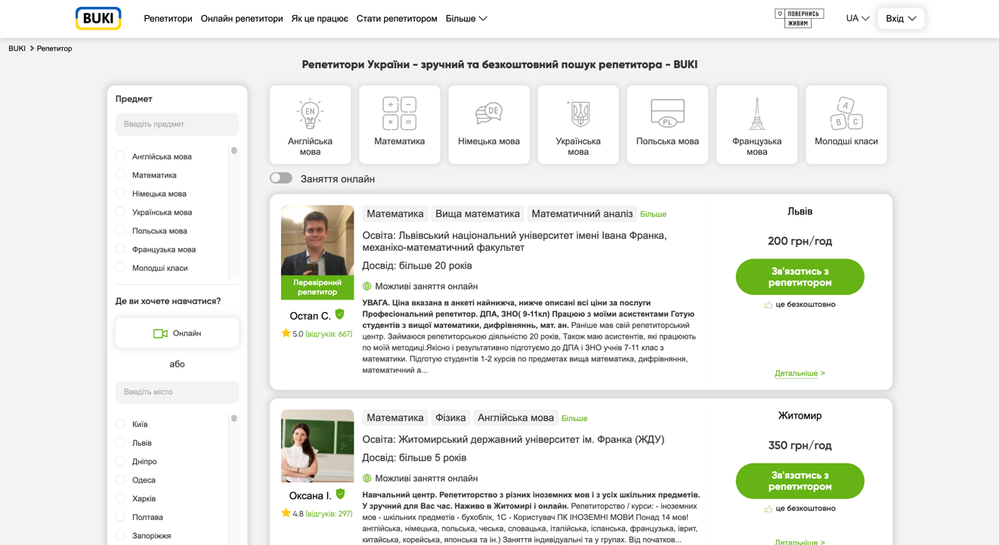 BUKI
Репетитори Онлайн репетитори Як це працює Стати репетитором Більше
ПОВЕРНИСЬ
ЖИВИМ
UA
Вхід
BUKI > Репетитор
Репетитори України - зручний та безкоштовний пошук репетитора - BUKI
Предмет
Введіть предмет
Англійська мова
Математика
Німецька мова
Українська мова
Польська мова
Французька мова
Молодші класи
Де ви хочете навчатися?
Онлайн
або
Введіть місто
Київ
Львів
Дніпро
Одеса
Харків
Полтава
Запоріжжя
EN
Англійська
мова
+ −
× =
Математика
DE
Німецька мова
Українська
мова
PL
Польська мова
Французька
мова
A
B C
Молодші класи
Заняття онлайн
Перевірений
репетитор
Остап С.
5.0 (відгуків: 667)
Математика Вища математика Математичний аналіз Більше
Освіта: Львівський національний університет імені Івана Франка,
механіко-математичний факультет
Досвід: більше 20 років
Можливі заняття онлайн
УВАГА. Ціна вказана в анкеті найнижча, нижче описані всі ціни за послуги
Професіональний репетитор. ДПА, ЗНО( 9-11кл) Працюю з моїми асистентами Готую
студентів з вищої математики, дифрівняннь, мат. ан. Раніше мав свій репетиторський
центр. Займаюся репетиторською діяльністю 20 років, Також маю асистентів, які працюють
по моїй методиці.Якісно і результативно підготуємо до ДПА і ЗНО учнів 7-11 клас з
математики. Підготую студентів 1-2 курсів по предметах вища математика, дифрівняння,
математичний а...
Львів
200 грн/год
Зв'язатись з
репетитором
це безкоштовно
Детальніше >
Оксана І.
4.8 (відгуків: 297)
Математика Фізика Англійська мова Більше
Освіта: Житомирський державний університет ім. Франка (ЖДУ)
Досвід: більше 5 років
Можливі заняття онлайн
Навчальний центр. Репетиторство з різних іноземних мов і з усіх шкільних предметів.
У зручний для Вас час. Наживо в Житомирі і онлайн. Репетиторство / курси: - іноземних
мов - шкільних предметів - бухоблік, 1С - Користувач ПК ІНОЗЕМНІ МОВИ Понад 14 мов!
англійська, німецька, польська, чеська, словацька, італійська, іспанська, французька, іврит,
китайська, корейська, японська та ін.) Заняття індивідуальні та у групах. Від початков...
Житомир
350 грн/год
Зв'язатись з
репетитором
це безкоштовно
Детальніше >